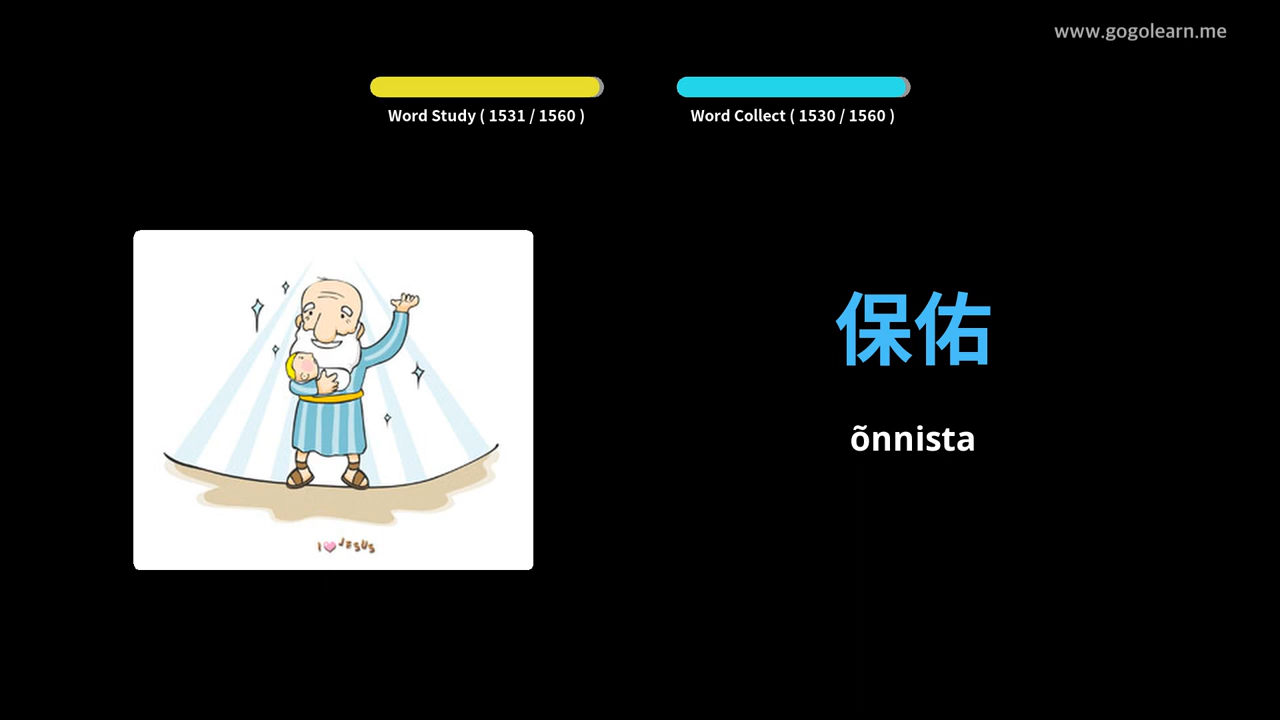 www.gogolearn.me
Word Study ( 1531 / 1560 )
Word Collect ( 1530 / 1560 )
保佑
õnnista
I JESUS